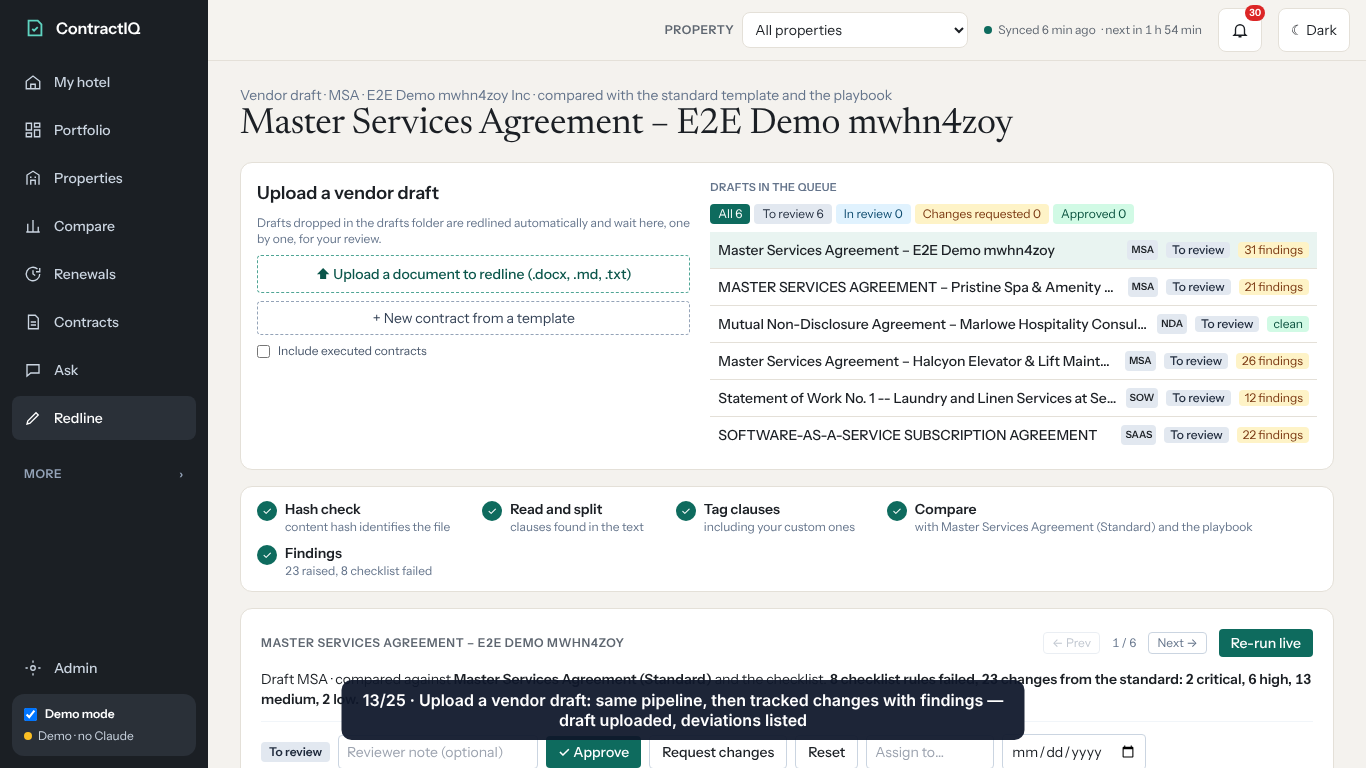 ContractIQ
My hotel
Portfolio
Properties
Compare
Renewals
Contracts
Ask
Redline
MORE ›
Admin
Demo mode
Demo · no Claude
PROPERTY
All properties
Synced 6 min ago · next in 1 h 54 min
30
☾ Dark
Vendor draft · MSA · E2E Demo mwhn4zoy Inc · compared with the standard template and the playbook
Master Services Agreement – E2E Demo mwhn4zoy
Upload a vendor draft
Drafts dropped in the drafts folder are redlined automatically and wait here, one
by one, for your review.
⬆ Upload a document to redline (.docx, .md, .txt)
+ New contract from a template
Include executed contracts
DRAFTS IN THE QUEUE
All 6 To review 6 In review 0 Changes requested 0 Approved 0
Master Services Agreement – E2E Demo mwhn4zoy MSA To review 31 findings
MASTER SERVICES AGREEMENT – Pristine Spa & Amenity ... MSA To review 21 findings
Mutual Non-Disclosure Agreement – Marlowe Hospitality Consul... NDA To review clean
Master Services Agreement – Halcyon Elevator & Lift Maint... MSA To review 26 findings
Statement of Work No. 1 -- Laundry and Linen Services at Se... SOW To review 12 findings
SOFTWARE-AS-A-SERVICE SUBSCRIPTION AGREEMENT SAAS To review 22 findings
Hash check
content hash identifies the file
Read and split
clauses found in the text
Tag clauses
including your custom ones
Compare
with Master Services Agreement (Standard) and the playbook
Findings
23 raised, 8 checklist failed
MASTER SERVICES AGREEMENT – E2E DEMO MWHN4ZOY
← Prev 1 / 6 Next → Re-run live
Draft MSA · compared against Master Services Agreement (Standard) and the checklist. 8 checklist rules failed, 23 changes from the standard: 2 critical, 6 high, 13
medium, 2 low.
13/25 · Upload a vendor draft: same pipeline, then tracked changes with findings —
draft uploaded, deviations listed
To review Reviewer note (optional) ✓ Approve Request changes Reset Assign to... mm/dd/yyyy